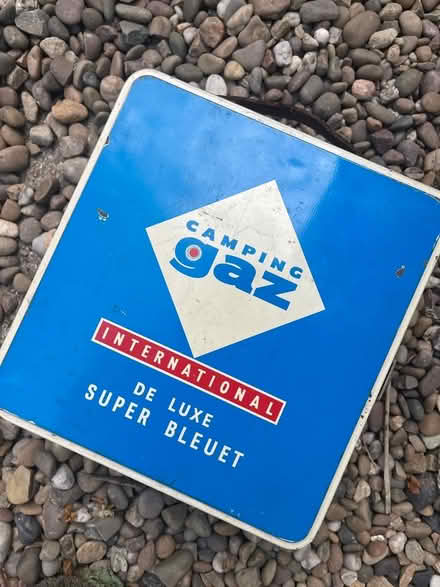 CAMPING
gaz
INTERNATIONAL
DE LUXE
SUPER BLEUET